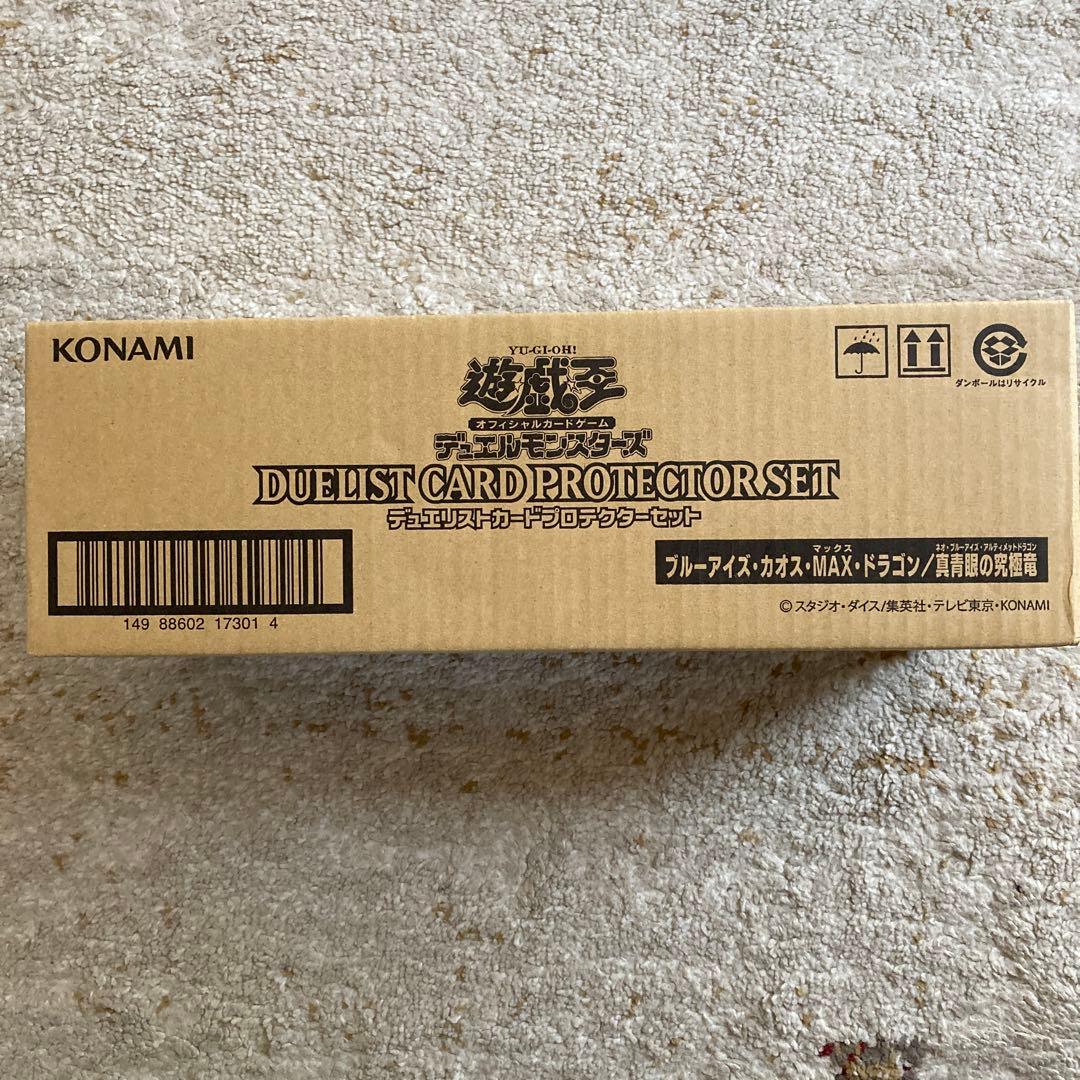 KONAMI
YU-GI-OH!
遊戯王
オフィシャルカードゲーム
デュエルモンスターズ
DUELIST CARD PROTECTOR SET
デュエリストカードプロテクターセット
ダンボールはリサイクル
マックス
ネオ・ブルーアイズ・アルティメットドラゴン
ブルーアイズ・カオス・MAX・ドラゴン/真青眼の究極竜
©スタジオ・ダイス/集英社・テレビ東京・KONAMI
149 88602 17301 4